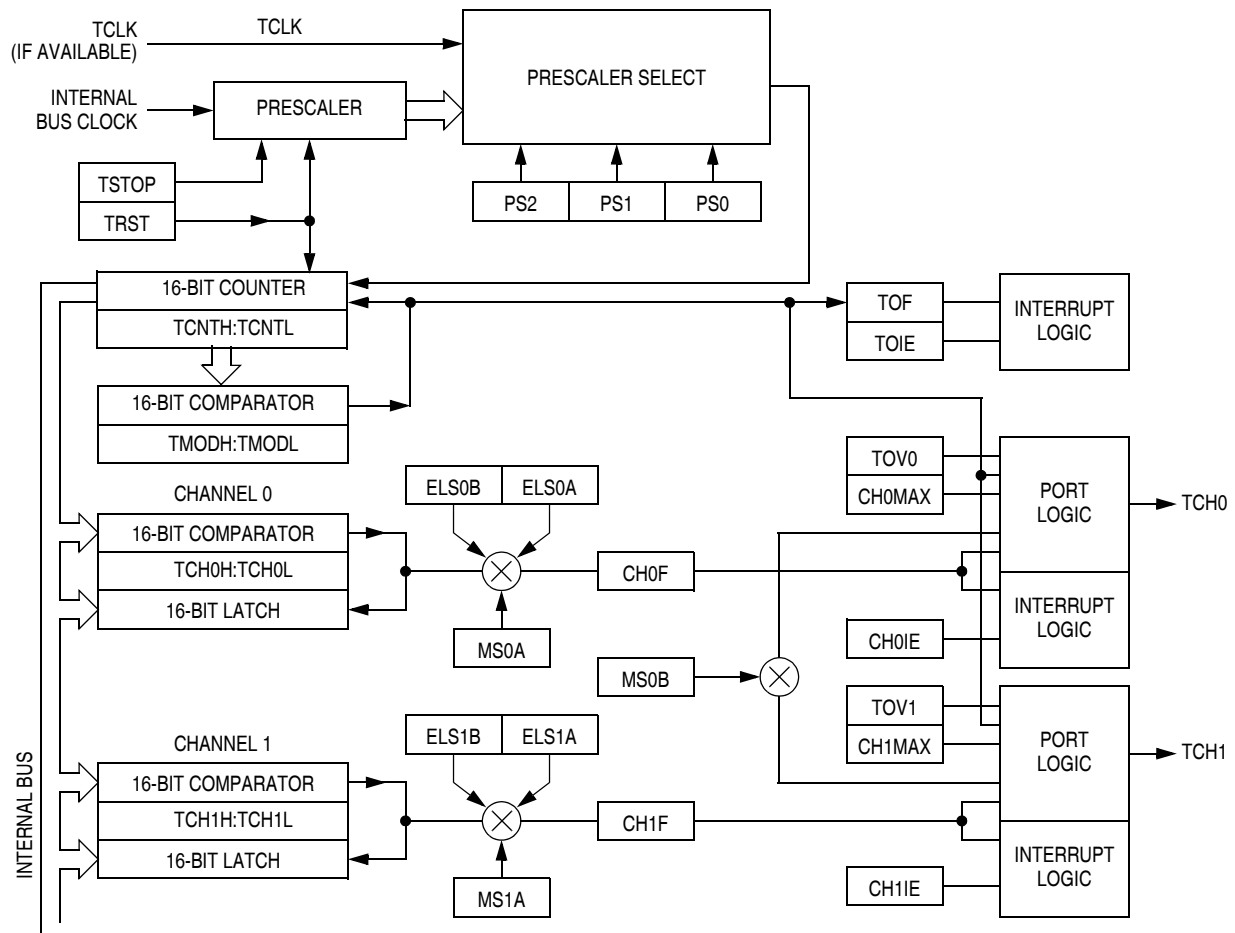 TCLK
(IF AVAILABLE)
TCLK
PRESCALER SELECT
INTERNAL
BUS CLOCK
PRESCALER
TSTOP
TRST
PS2
PS1
PS0
16-BIT COUNTER
TCNTH:TCNTL
TOF
TOIE
INTERRUPT
LOGIC
16-BIT COMPARATOR
TMODH:TMODL
CHANNEL 0
16-BIT COMPARATOR
TCH0H:TCH0L
16-BIT LATCH
ELS0B
ELS0A
MS0A
CH0F
TOV0
CH0MAX
PORT
LOGIC
TCH0
INTERRUPT
LOGIC
CH0IE
MS0B
CHANNEL 1
16-BIT COMPARATOR
TCH1H:TCH1L
16-BIT LATCH
ELS1B
ELS1A
MS1A
CH1F
TOV1
CH1MAX
PORT
LOGIC
TCH1
INTERRUPT
LOGIC
CH1IE
INTERNAL BUS